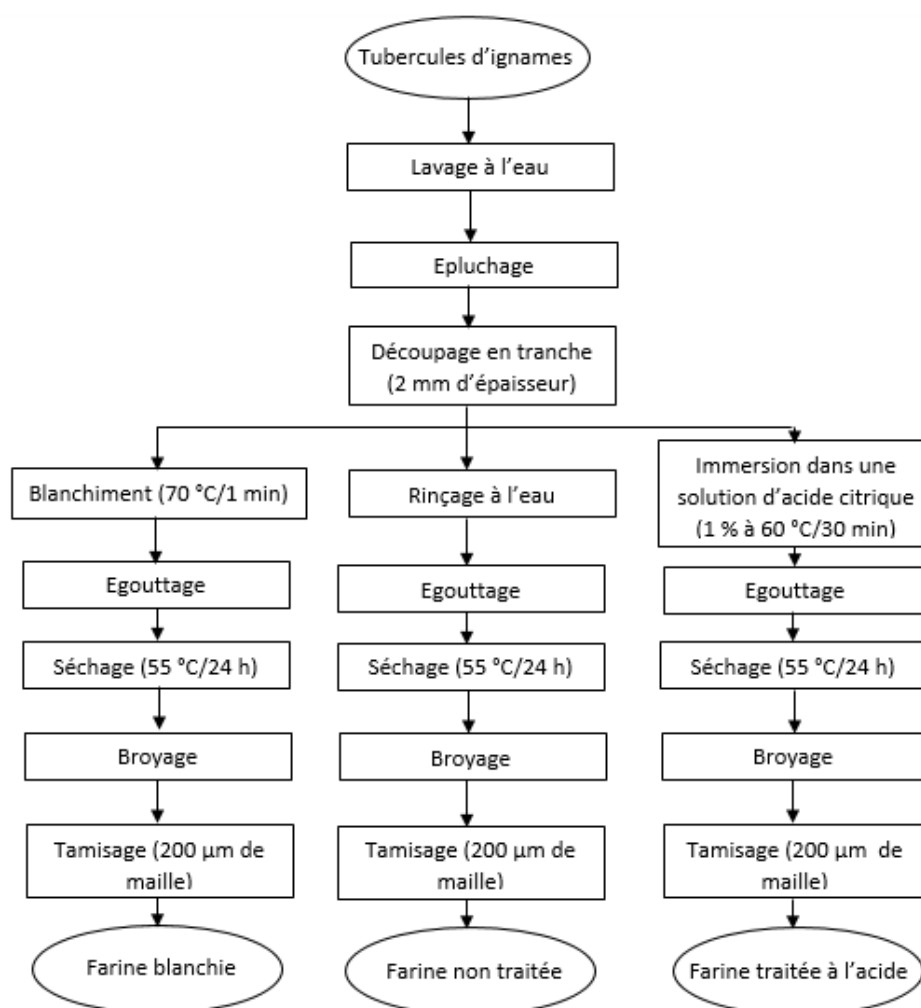 Tubercules d’ignames
Lavage à l’eau
Epluchage
Découpage en tranche
(2 mm d’épaisseur)
Blanchiment (70 °C/1 min)
Egouttage
Séchage (55 °C/24 h)
Broyage
Tamisage (200 µm de
maille)
Farine blanchie
Rinçage à l’eau
Egouttage
Séchage (55 °C/24 h)
Broyage
Tamisage (200 µm de
maille)
Farine non traitée
Immersion dans une
solution d’acide citrique
(1 % à 60 °C/30 min)
Egouttage
Séchage (55 °C/24 h)
Broyage
Tamisage (200 µm de
maille)
Farine traitée à l’acide